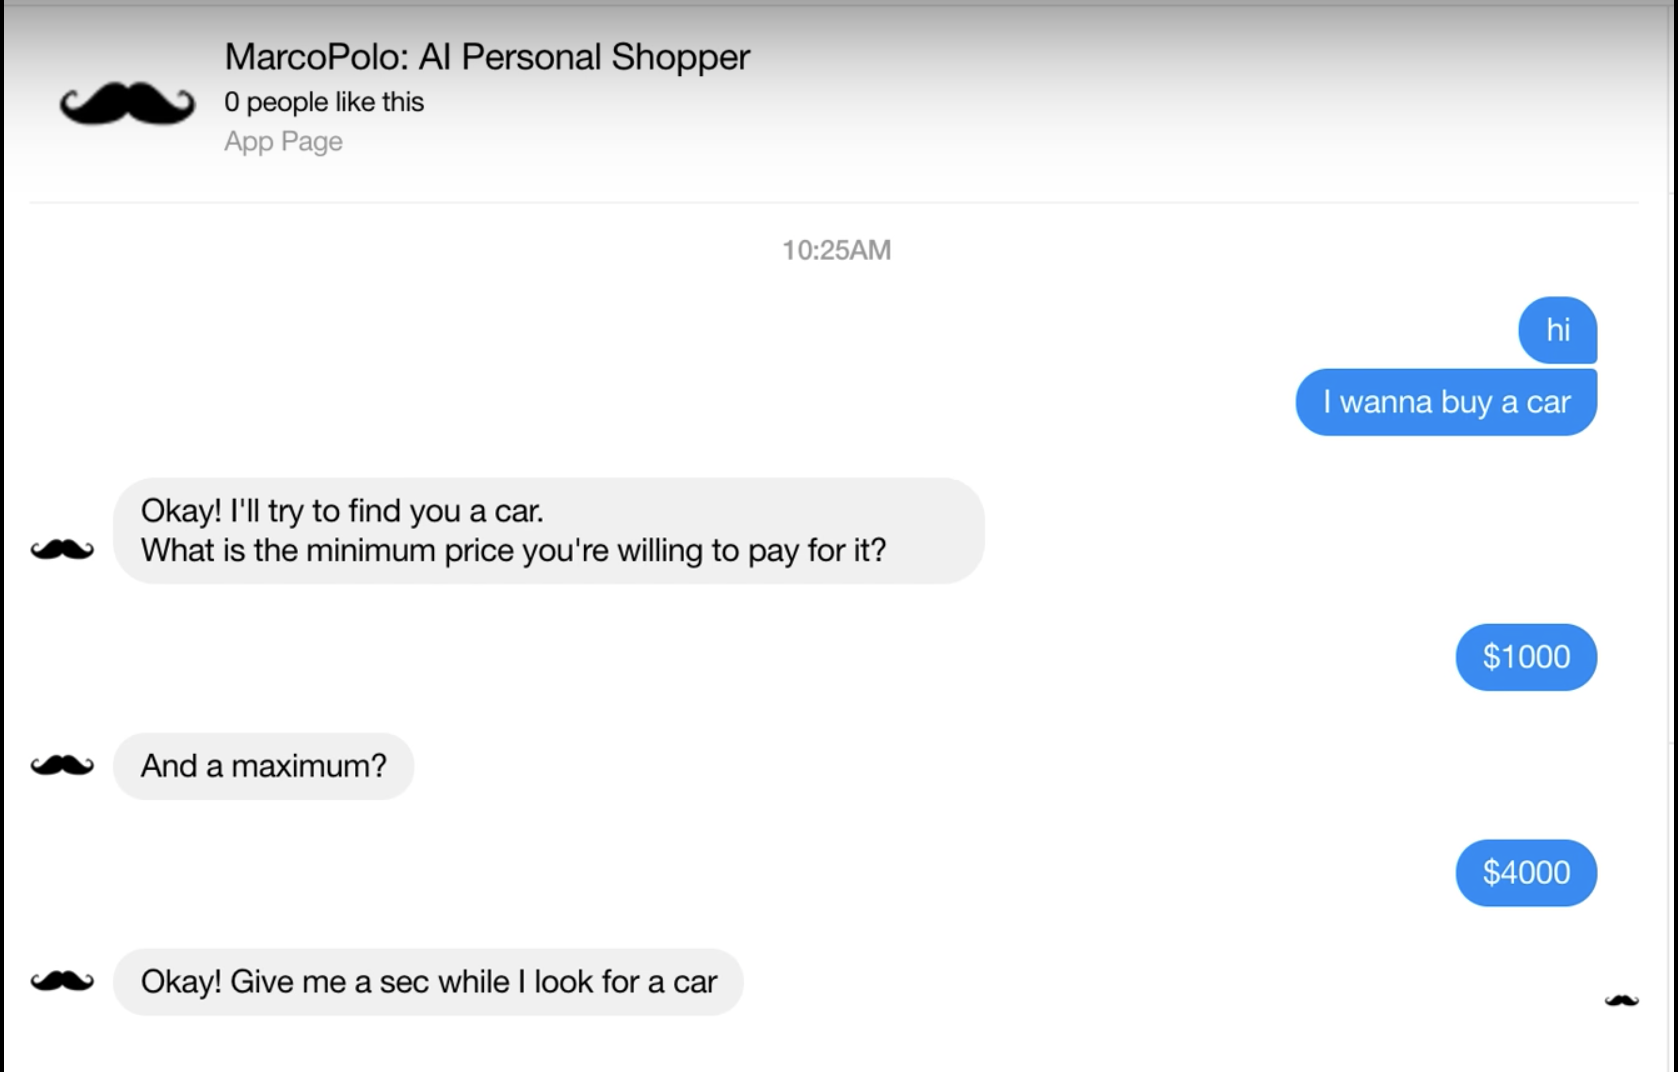 MarcoPolo: AI Personal Shopper
0 people like this
App Page
10:25AM
hi
I wanna buy a car
Okay! I'll try to find you a car.
What is the minimum price you're willing to pay for it?
$1000
And a maximum?
$4000
Okay! Give me a sec while I look for a car